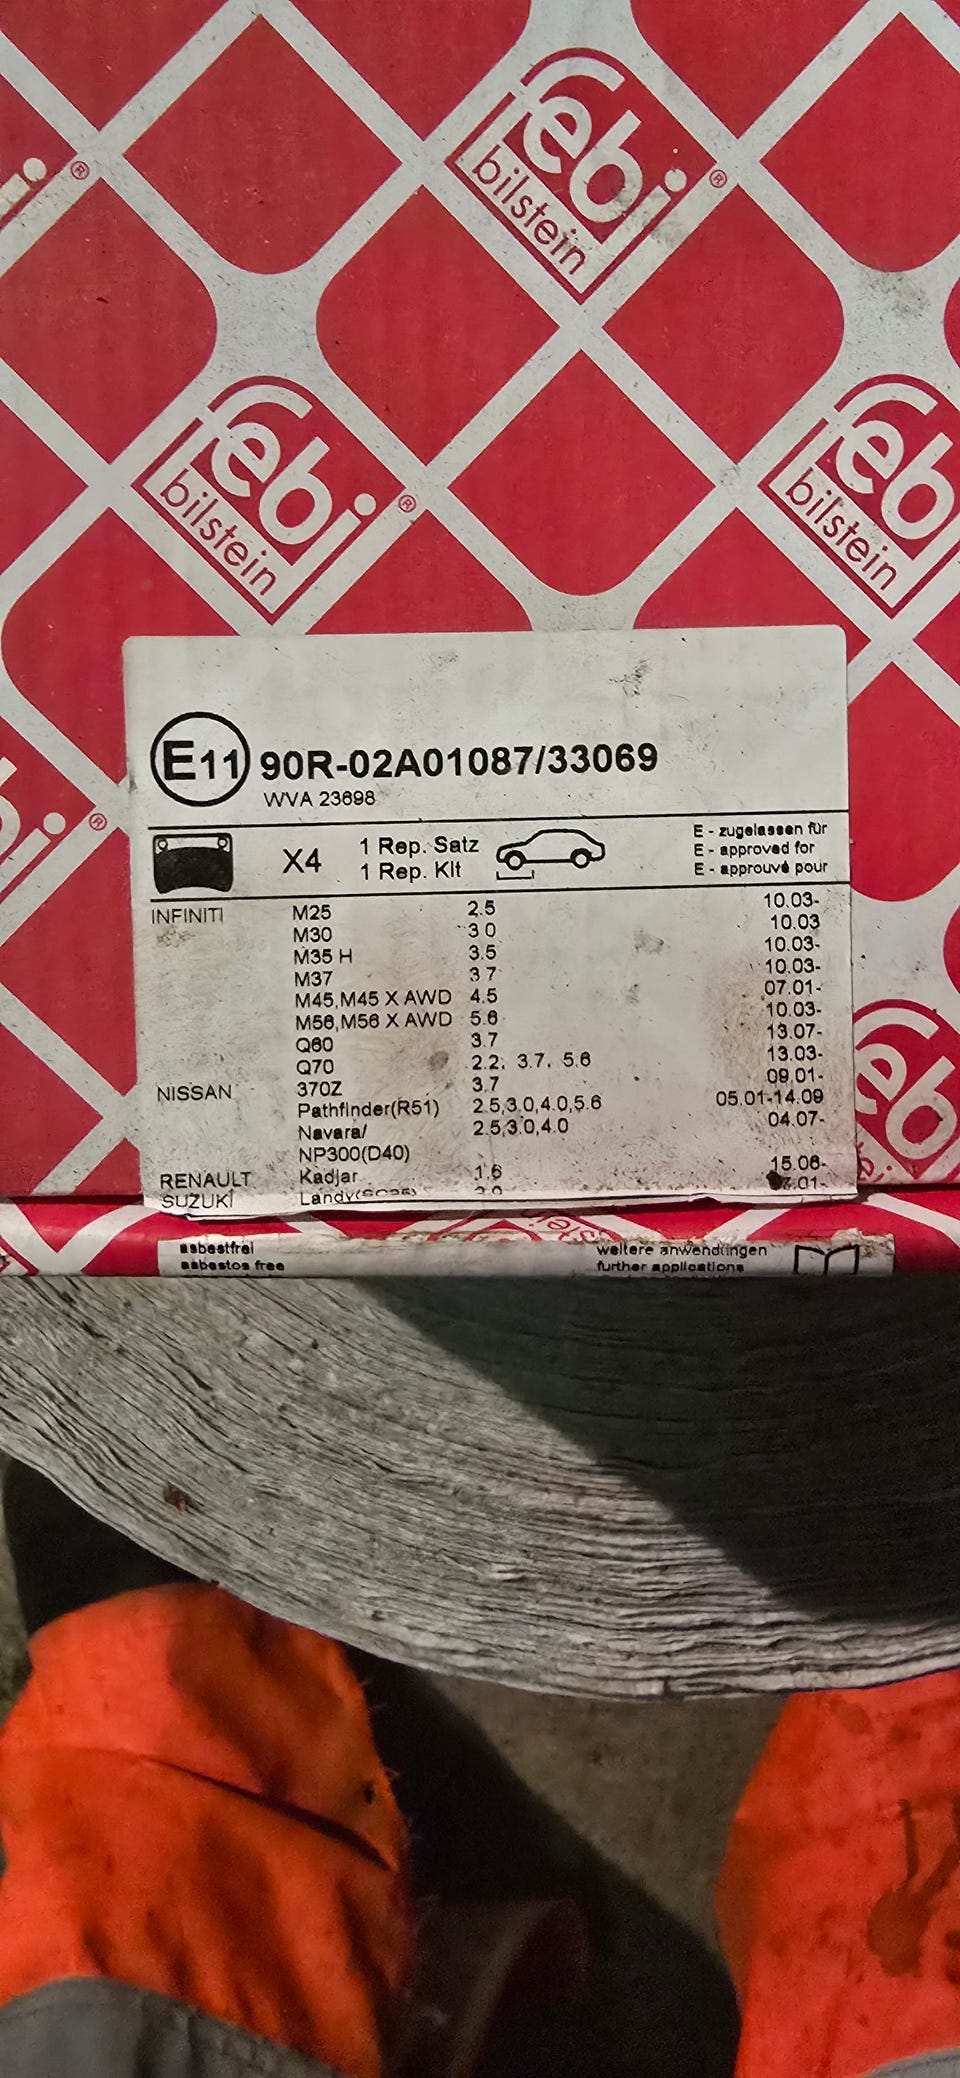 febi®
bilstein
febi®
bilstein
febi
bilstein
E11 90R-02A01087/33069
WVA 23698
X4 1 Rep. Satz
1 Rep. Kit
E - zugelassen für
E - approved for
E - approuvé pour
INFINITI M25 2.5 10.03-
M30 3.0 10.03
M35 H 3.5 10.03-
M37 3.7 10.03-
M45,M45 X AWD 4.5 07.01-
M56,M56 X AWD 5.6 10.03-
Q60 3.7 13.07-
Q70 2.2, 3.7, 5.6 13.03-
NISSAN 370Z 3.7 09.01-
Pathfinder(R51) 2.5,3.0,4.0,5.6 05.01-14.09
Navara/ 2.5,3.0,4.0 04.07-
NP300(D40)
RENAULT Kadjar 1.6 15.06-
SUZUKI Landy
asbestfrei
asbestos free
weitere anwendungen
further applications